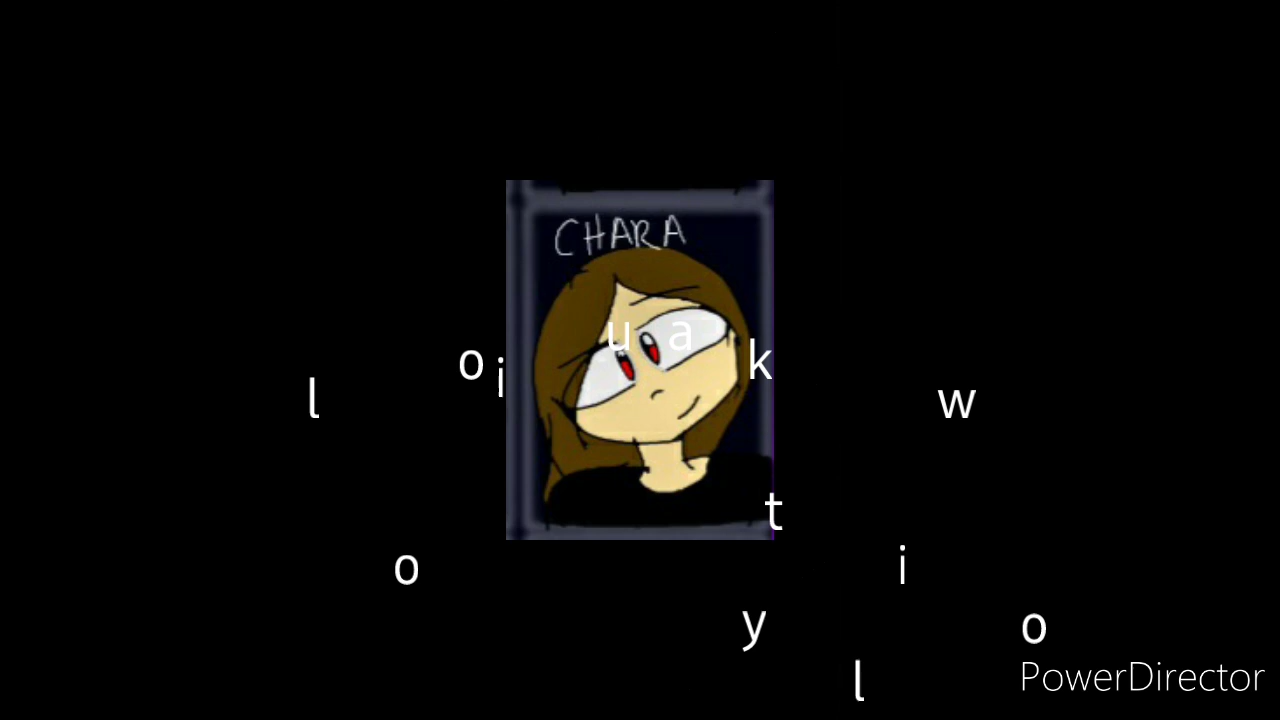 CHARA
u a
o i k
l w
t
o i
y o
l
PowerDirector